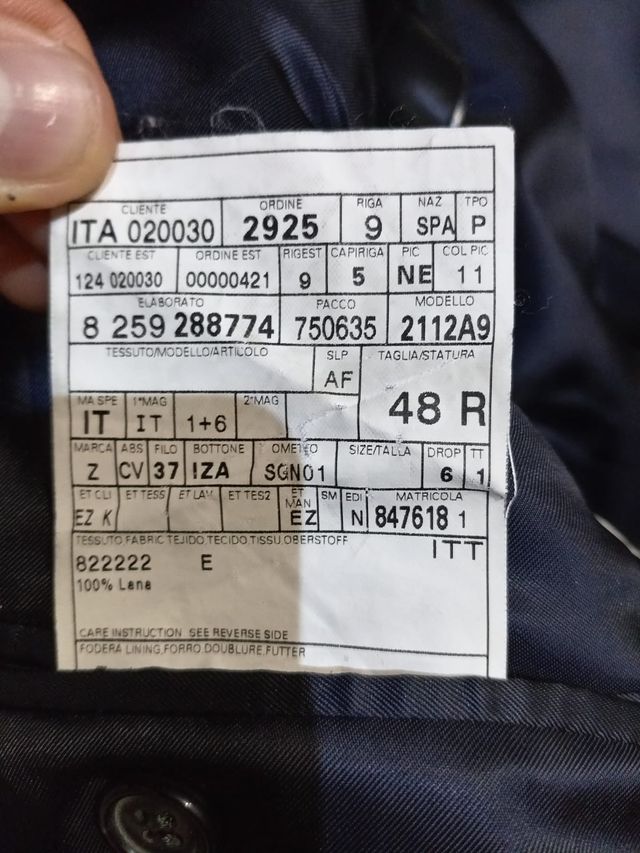 CLIENTE ORDINE RIGA NAZ TPO
ITA 020030 2925 9 SPA P
CLIENTE EST ORDINE EST RIGEST CAPIRIGA PIC COL PIC
124 020030 00000421 9 5 NE 11
ELABORATO PACCO MODELLO
8 259 288774 750635 2112A9
TESSUTO/MODELLO/ARTICOLO SLP TAGLIA/STATURA
AF 48 R
MA SPE 1°MAG 2°MAG
IT IT 1+6
MARCA ABS FILO BOTTONE OMETTO SIZE/TALLA DROP TT
Z CV 37 IZA SGN01 6 1
ET CLI ET TESS ET LAV ET TES2 ET MAN SM EDI MATRICOLA
EZ K EZ N 847618 1
TESSUTO FABRIC TEJIDO TECIDO TISSU OBERSTOFF ITT
822222 E
100% Lana
CARE INSTRUCTION SEE REVERSE SIDE
FODERA LINING FORRO DOUBLURE FUTTER